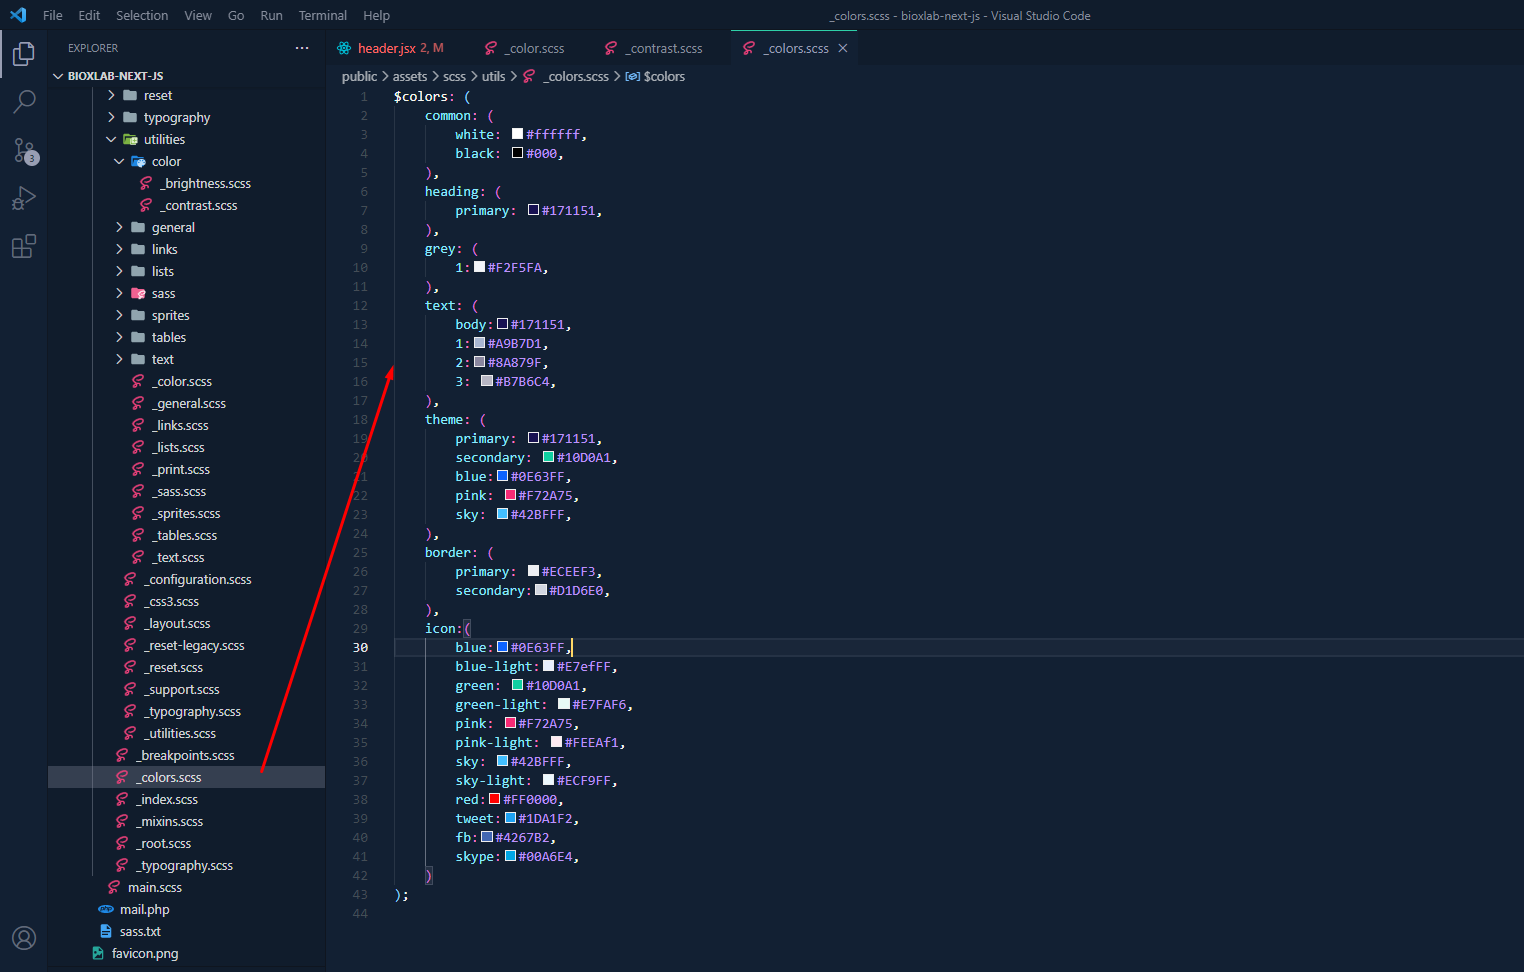 File Edit Selection View Go Run Terminal Help
_colors.scss - bioxlab-next-js - Visual Studio Code
EXPLORER
BIOXLAB-NEXT-JS
reset
typography
utilities
color
_brightness.scss
_contrast.scss
general
links
lists
sass
sprites
tables
text
_color.scss
_general.scss
_links.scss
_lists.scss
_print.scss
_sass.scss
_sprites.scss
_tables.scss
_text.scss
_configuration.scss
_css3.scss
_layout.scss
_reset-legacy.scss
_reset.scss
_support.scss
_typography.scss
_utilities.scss
_breakpoints.scss
_colors.scss
_index.scss
_mixins.scss
_root.scss
_typography.scss
main.scss
mail.php
sass.txt
favicon.png
3
header.jsx 2, M
_color.scss
_contrast.scss
_colors.scss
public > assets > scss > utils > _colors.scss > $colors
1 $colors: (
2 common: (
3 white: #ffffff,
4 black: #000,
5 ),
6 heading: (
7 primary: #171151,
8 ),
9 grey: (
10 1: #F2F5FA,
11 ),
12 text: (
13 body: #171151,
14 1: #A9B7D1,
15 2: #8A879F,
16 3: #B7B6C4,
17 ),
18 theme: (
19 primary: #171151,
20 secondary: #10D0A1,
21 blue: #0E63FF,
22 pink: #F72A75,
23 sky: #42BFFF,
24 ),
25 border: (
26 primary: #ECEEF3,
27 secondary: #D1D6E0,
28 ),
29 icon:(
30 blue: #0E63FF,
31 blue-light: #E7efFF,
32 green: #10D0A1,
33 green-light: #E7FAF6,
34 pink: #F72A75,
35 pink-light: #FEEAf1,
36 sky: #42BFFF,
37 sky-light: #ECF9FF,
38 red: #FF0000,
39 tweet: #1DA1F2,
40 fb: #4267B2,
41 skype: #00A6E4,
42 )
43 );
44